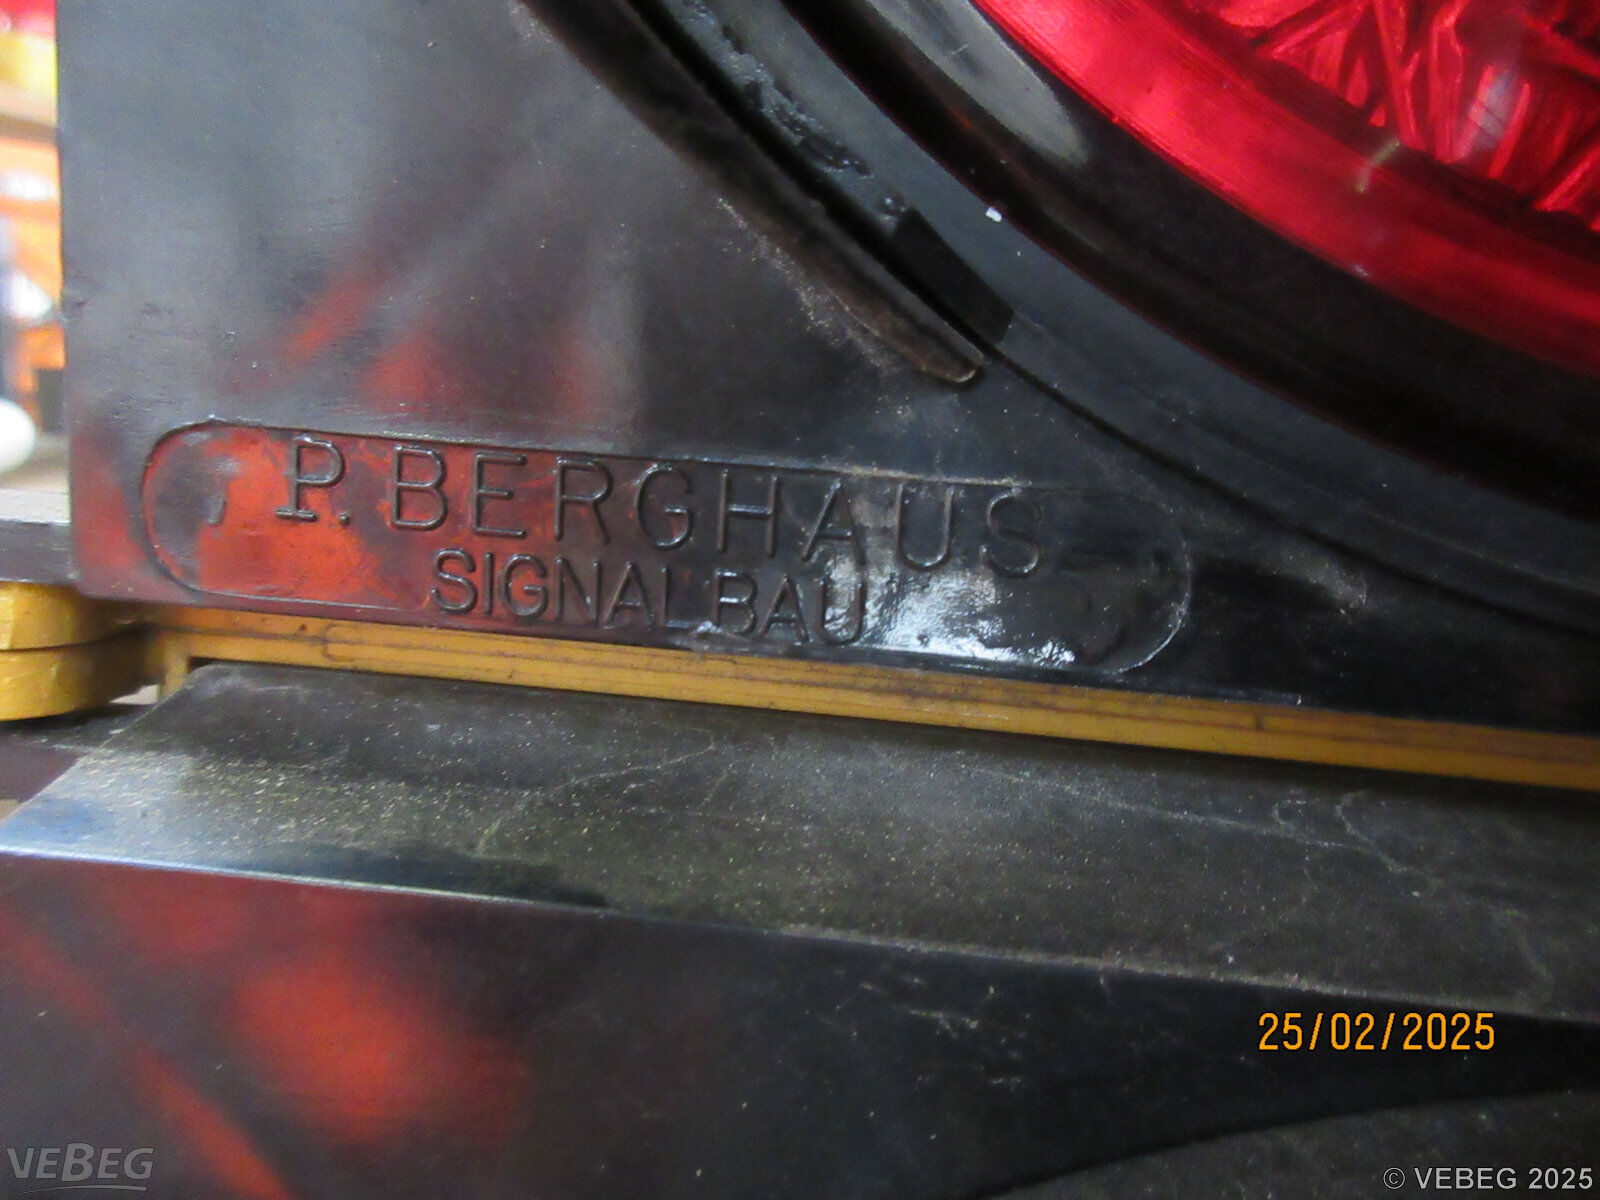 P. BERGHAUS
SIGNALBAU
25/02/2025
VEBEG
© VEBEG 2025